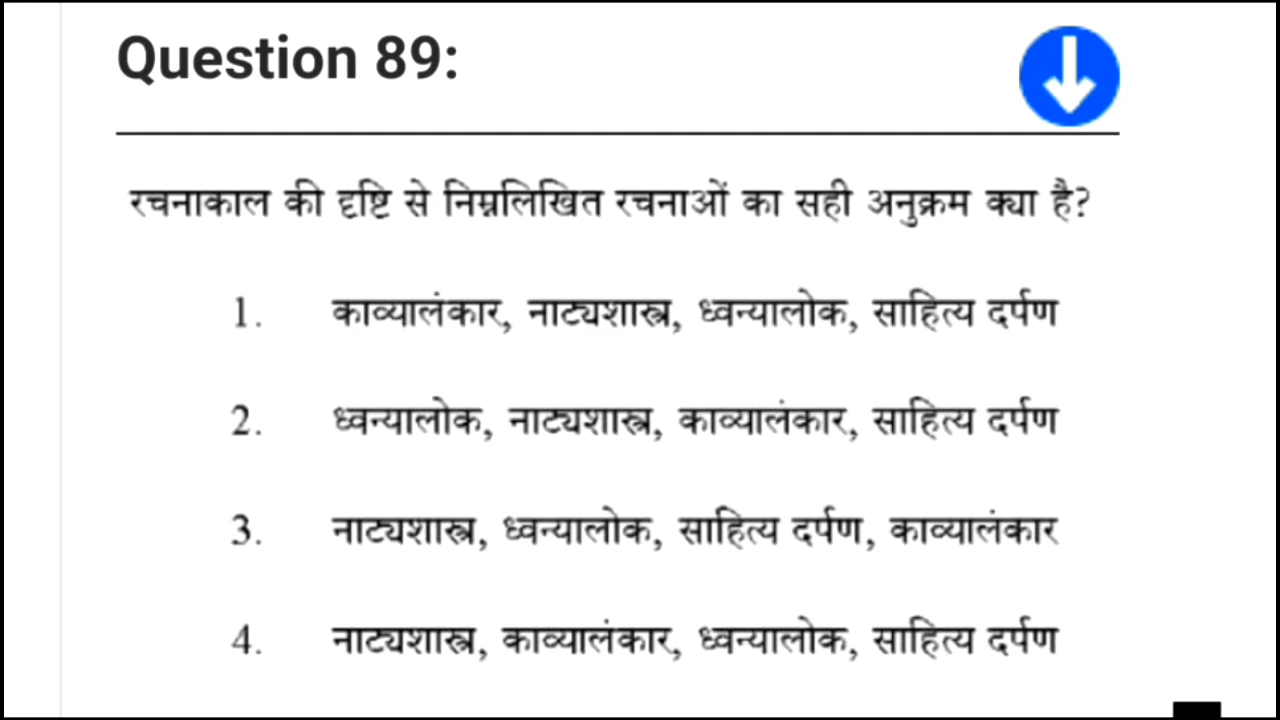 Question 89:
रचनाकाल की दृष्टि से निम्नलिखित रचनाओं का सही अनुक्रम क्या है?
1. काव्यालंकार, नाट्यशास्त्र, ध्वन्यालोक, साहित्य दर्पण
2. ध्वन्यालोक, नाट्यशास्त्र, काव्यालंकार, साहित्य दर्पण
3. नाट्यशास्त्र, ध्वन्यालोक, साहित्य दर्पण, काव्यालंकार
4. नाट्यशास्त्र, काव्यालंकार, ध्वन्यालोक, साहित्य दर्पण